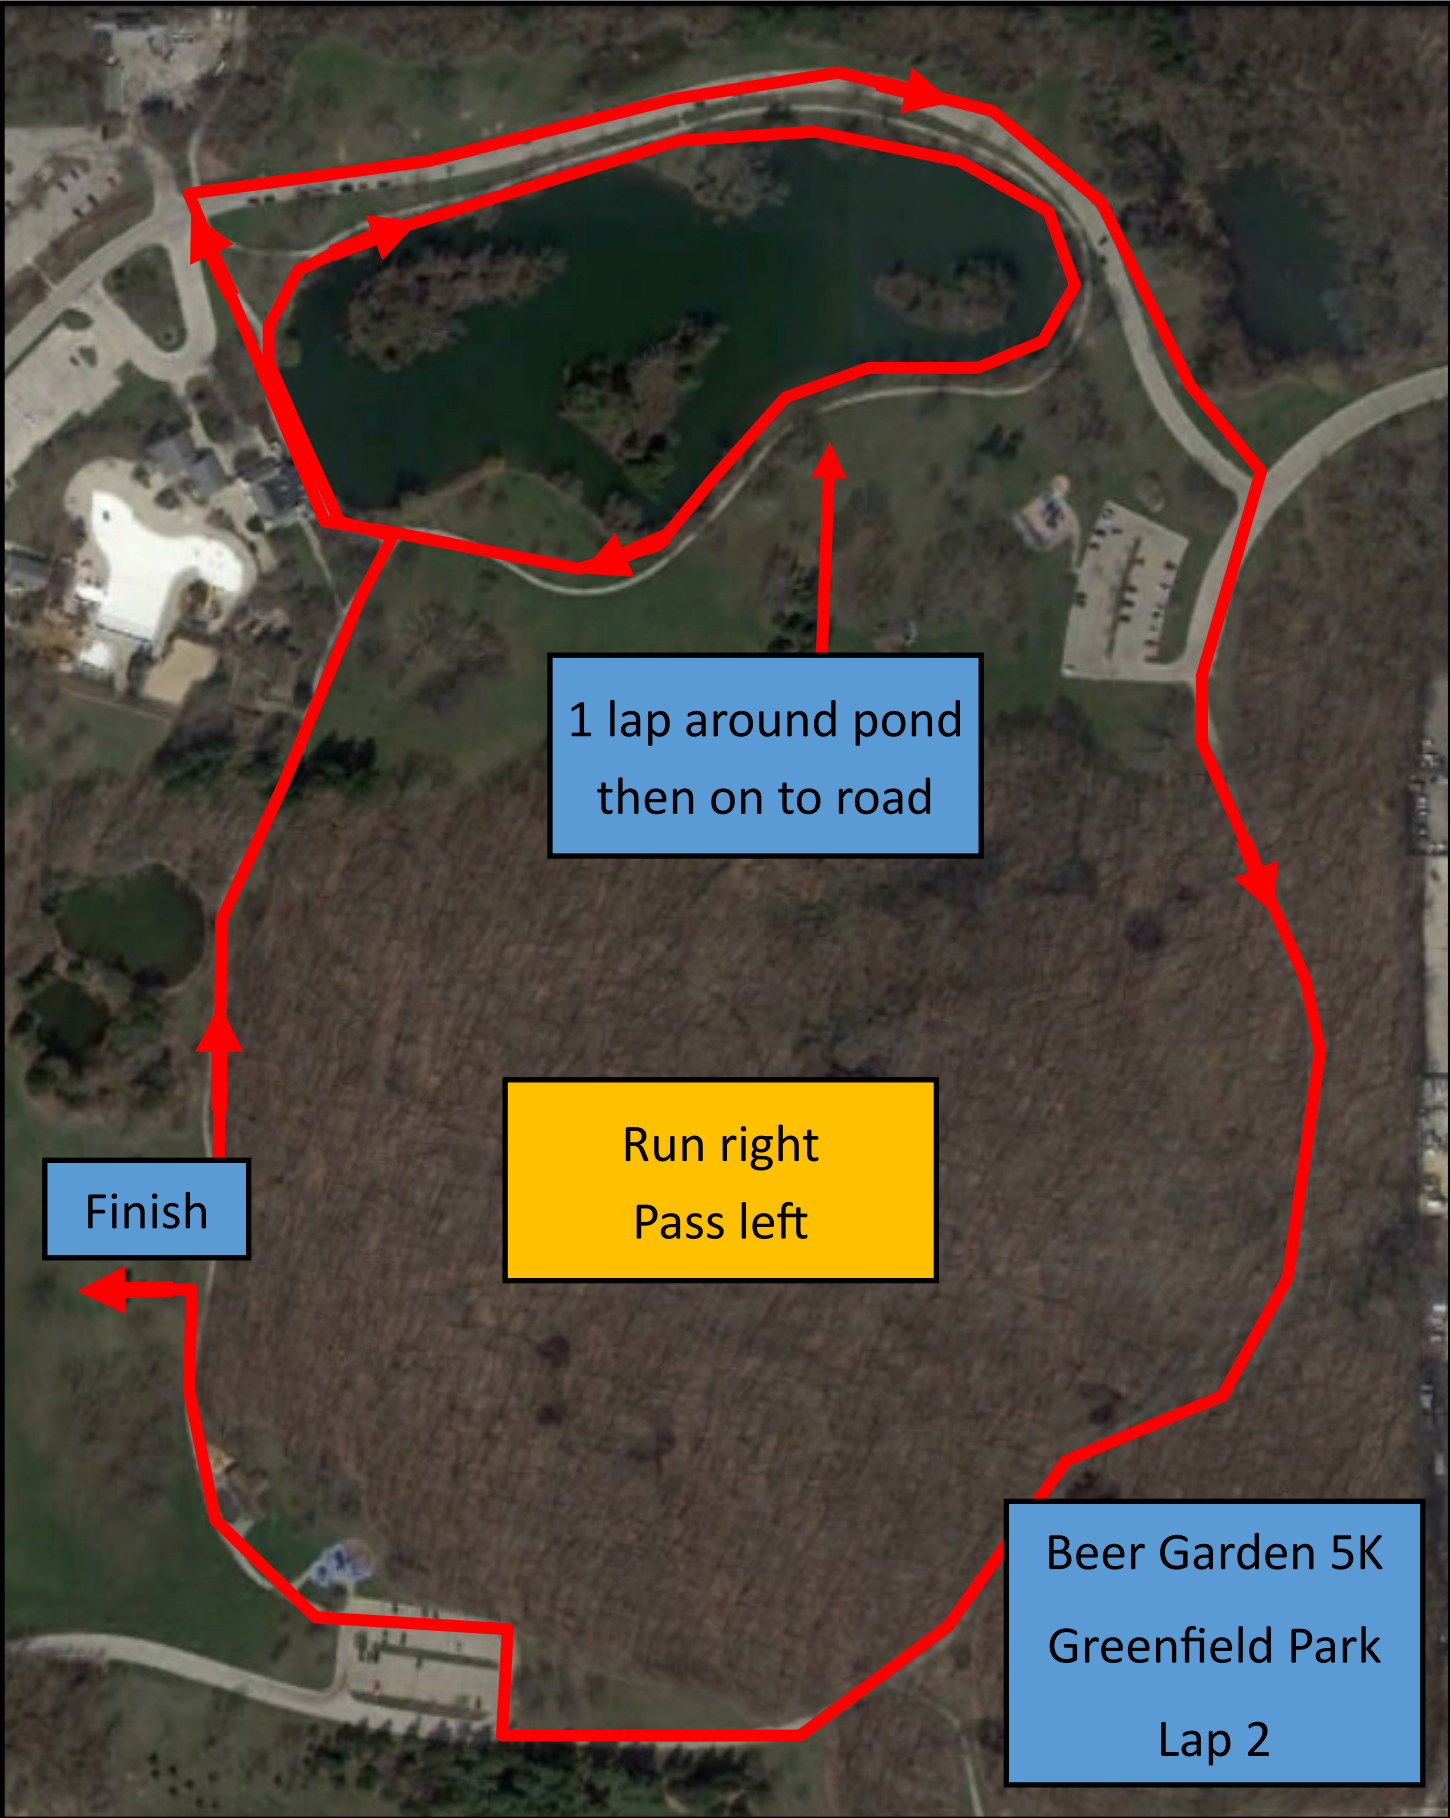 1 lap around pond
then on to road
Run right
Pass left
Finish
Beer Garden 5K
Greenfield Park
Lap 2